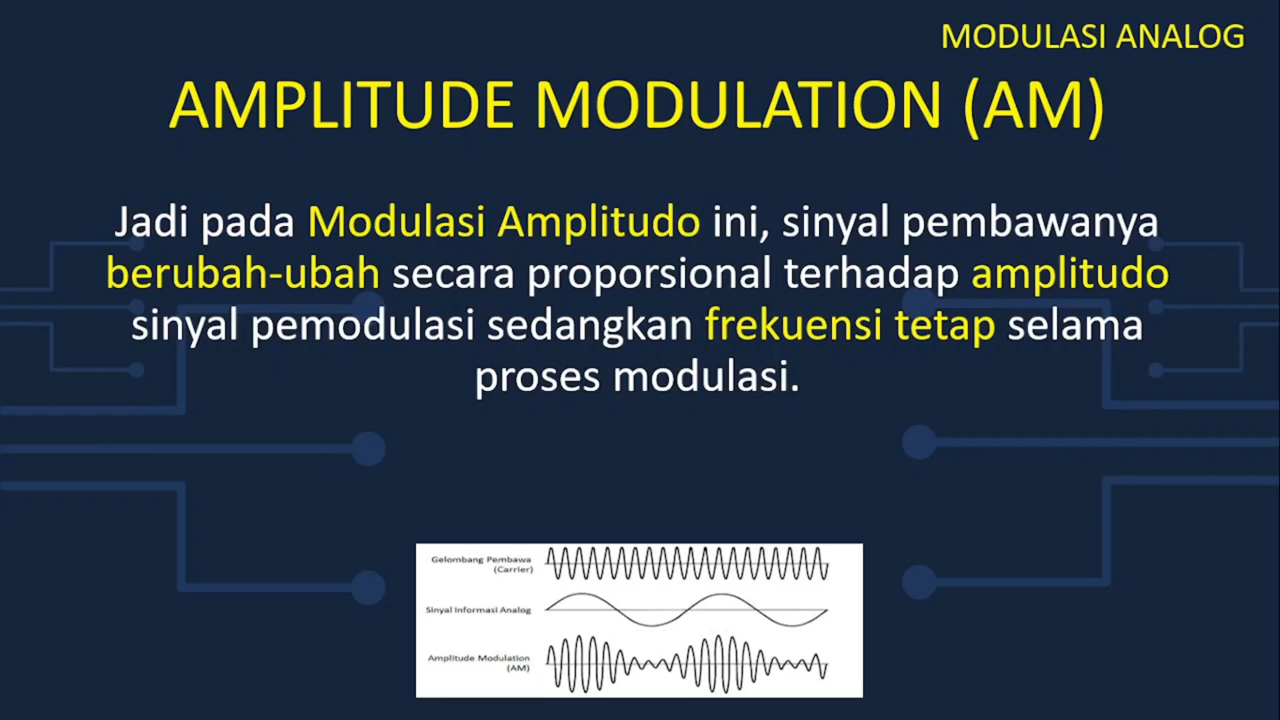 MODULASI ANALOG
AMPLITUDE MODULATION (AM)
Jadi pada Modulasi Amplitudo ini, sinyal pembawanya
berubah-ubah secara proporsional terhadap amplitudo
sinyal pemodulasi sedangkan frekuensi tetap selama
proses modulasi.
Gelombang Pembawa
(Carrier)
Sinyal Informasi Analog
Amplitude Modulation
(AM)